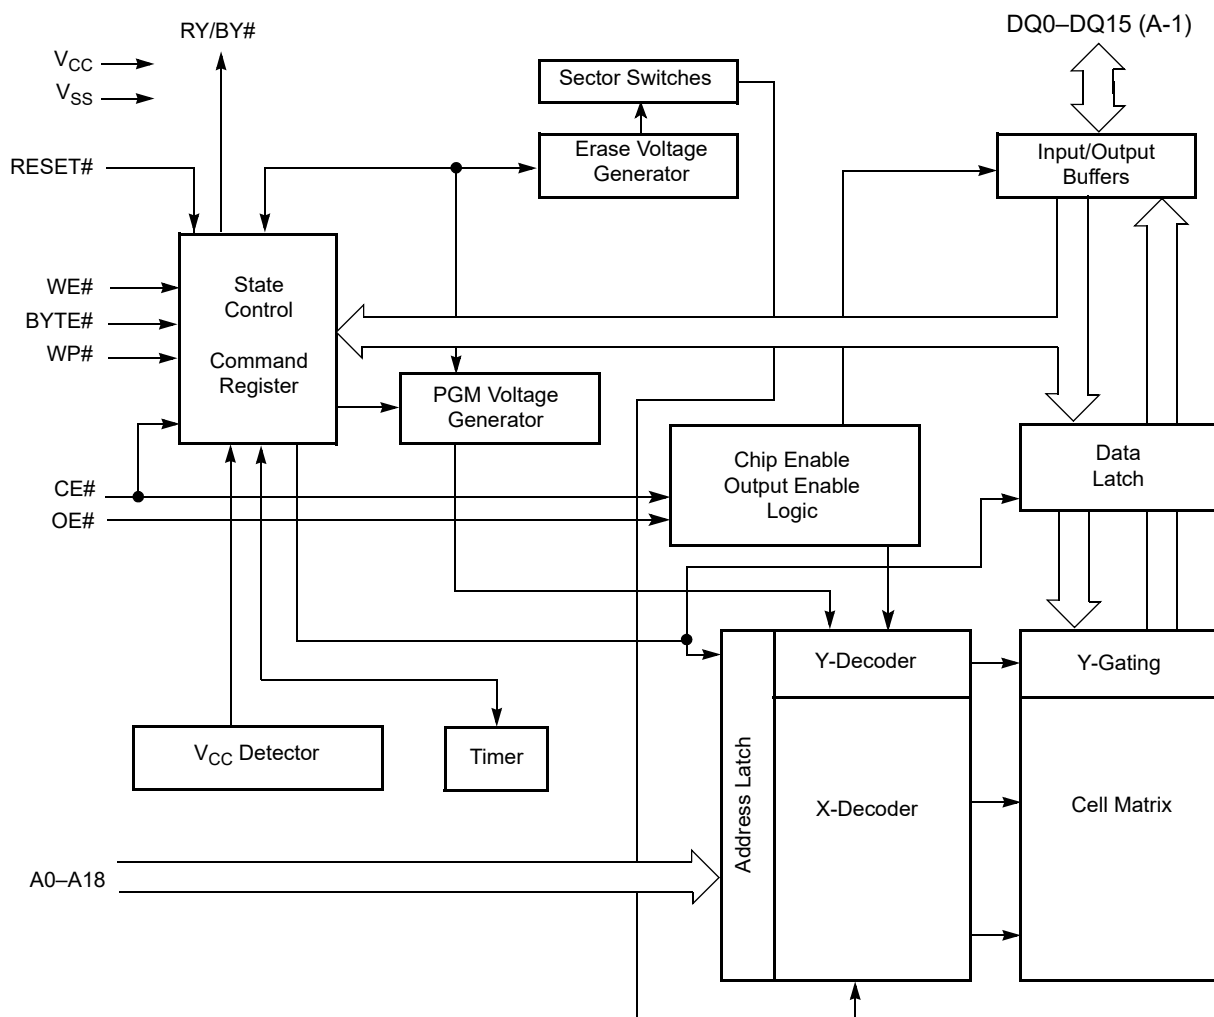 RY/BY#
DQ0–DQ15 (A-1)
VCC
VSS
Sector Switches
RESET#
Erase Voltage
Generator
Input/Output
Buffers
WE#
BYTE#
WP#
State
Control
Command
Register
PGM Voltage
Generator
CE#
OE#
Chip Enable
Output Enable
Logic
Data
Latch
Y-Decoder
Y-Gating
VCC Detector
Timer
Address Latch
X-Decoder
Cell Matrix
A0–A18